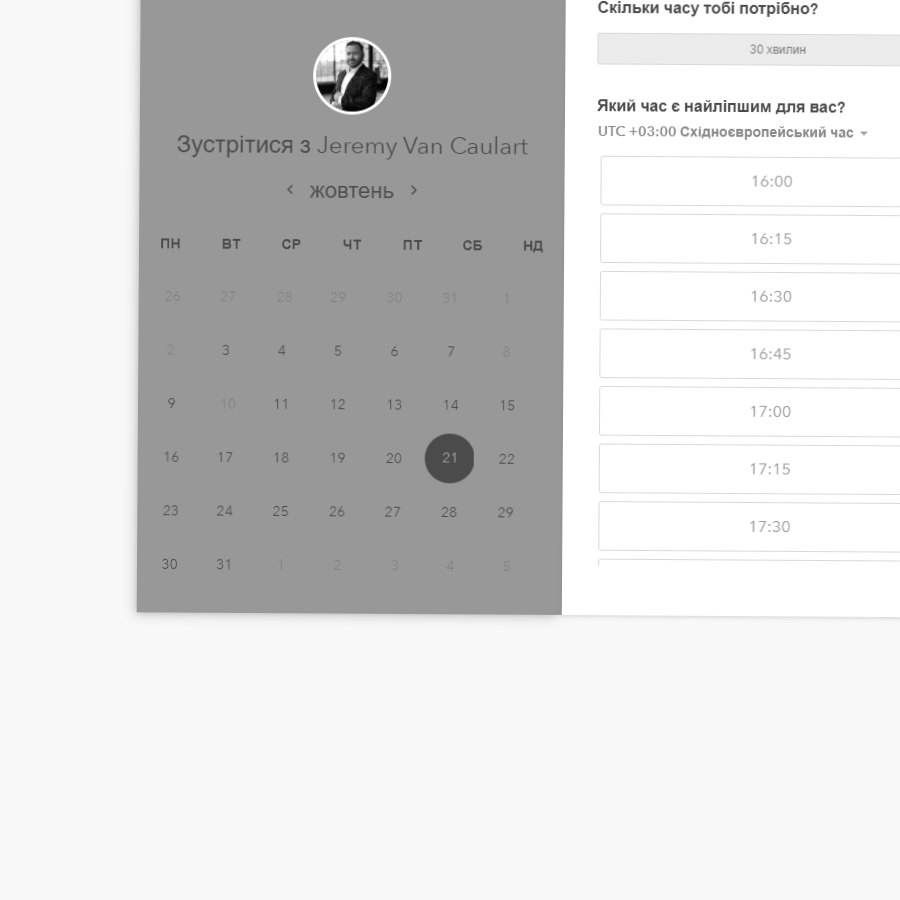 Зустрітися з Jeremy Van Caulart
< жовтень >
ПН ВТ СР ЧТ ПТ СБ НД
26 27 28 29 30 31 1
2 3 4 5 6 7 8
9 10 11 12 13 14 15
16 17 18 19 20 21 22
23 24 25 26 27 28 29
30 31 1 2 3 4 5
Скільки часу тобі потрібно?
30 хвилин
Який час є найліпшим для вас?
UTC +03:00 Східноєвропейський час
16:00
16:15
16:30
16:45
17:00
17:15
17:30